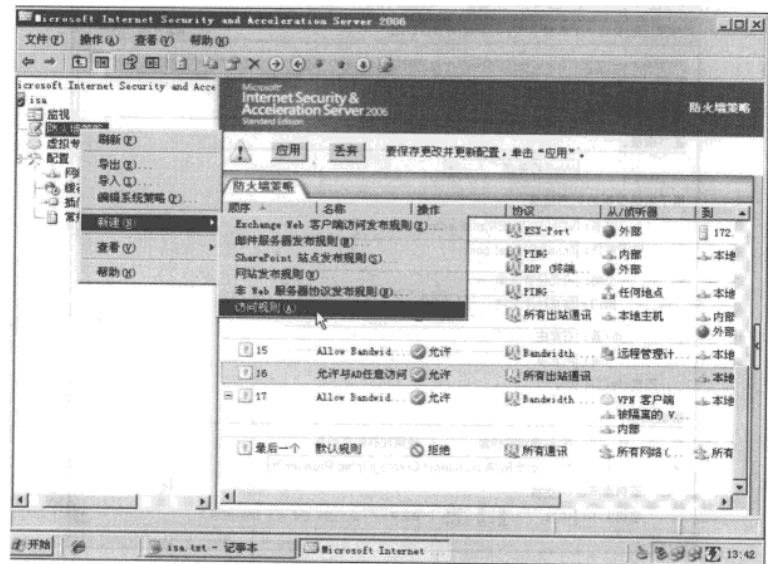 Microsoft Internet Security and Acceleration Server 2006
文件(F) 操作(A) 查看(V) 帮助(H)
icrosoft Internet Security and Acce
isa
监视
防火墙策略
虚拟专
配置
网
缓存
插件
常规
刷新(F)
导出(E)...
导入(I)...
编辑系统策略(P)...
新建(N)
查看(V)
帮助(H)
Microsoft
Internet Security &
Acceleration Server 2006
Standard Edition
防火墙策略
应用 丢弃 要保存更改并更新配置,单击“应用”。
防火墙策略
顺序 名称 操作 协议 从/侦听器 到
Exchange Web 客户端访问发布规则(E)...
邮件服务器发布规则(M)...
SharePoint 站点发布规则(S)...
网站发布规则(W)
非 Web 服务器协议发布规则(R)...
访问规则(A)
ESX-Port 外部 172.
PING 内部 本地
RDP (终端... 外部
PING 任何地点 本地
所有出站通讯 本地主机 内部
外部
15 Allow Bandwid... 允许 Bandwidth ... 远程管理计... 本地
16 允许与AD任意访问 允许 所有出站通讯 本地
17 Allow Bandwid... 允许 Bandwidth ... VPN 客户端 本地
被隔离的 V...
内部
最后一个 默认规则 拒绝 所有通讯 所有网络(... 所有
开始 isa.txt - 记事本 Microsoft Internet ... 13:42